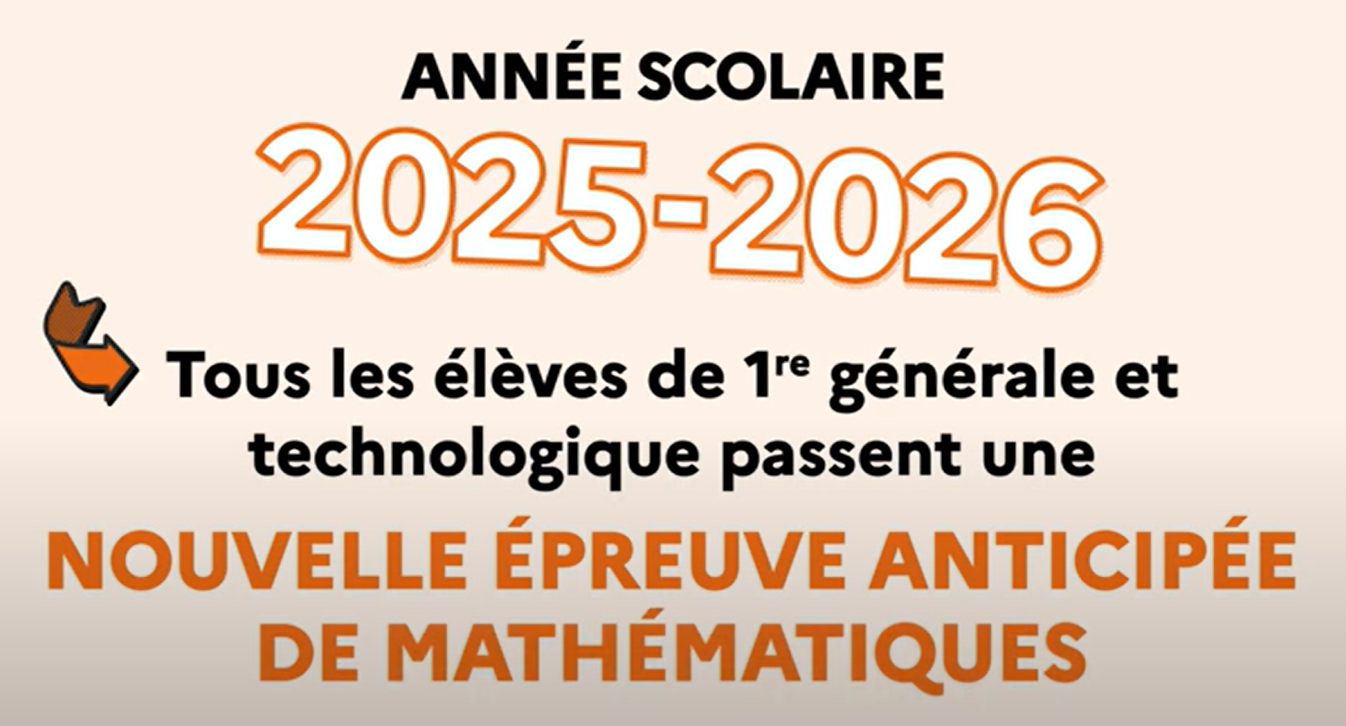 ANNÉE SCOLAIRE
2025-2026
Tous les élèves de 1re générale et
technologique passent une
NOUVELLE ÉPREUVE ANTICIPÉE
DE MATHÉMATIQUES